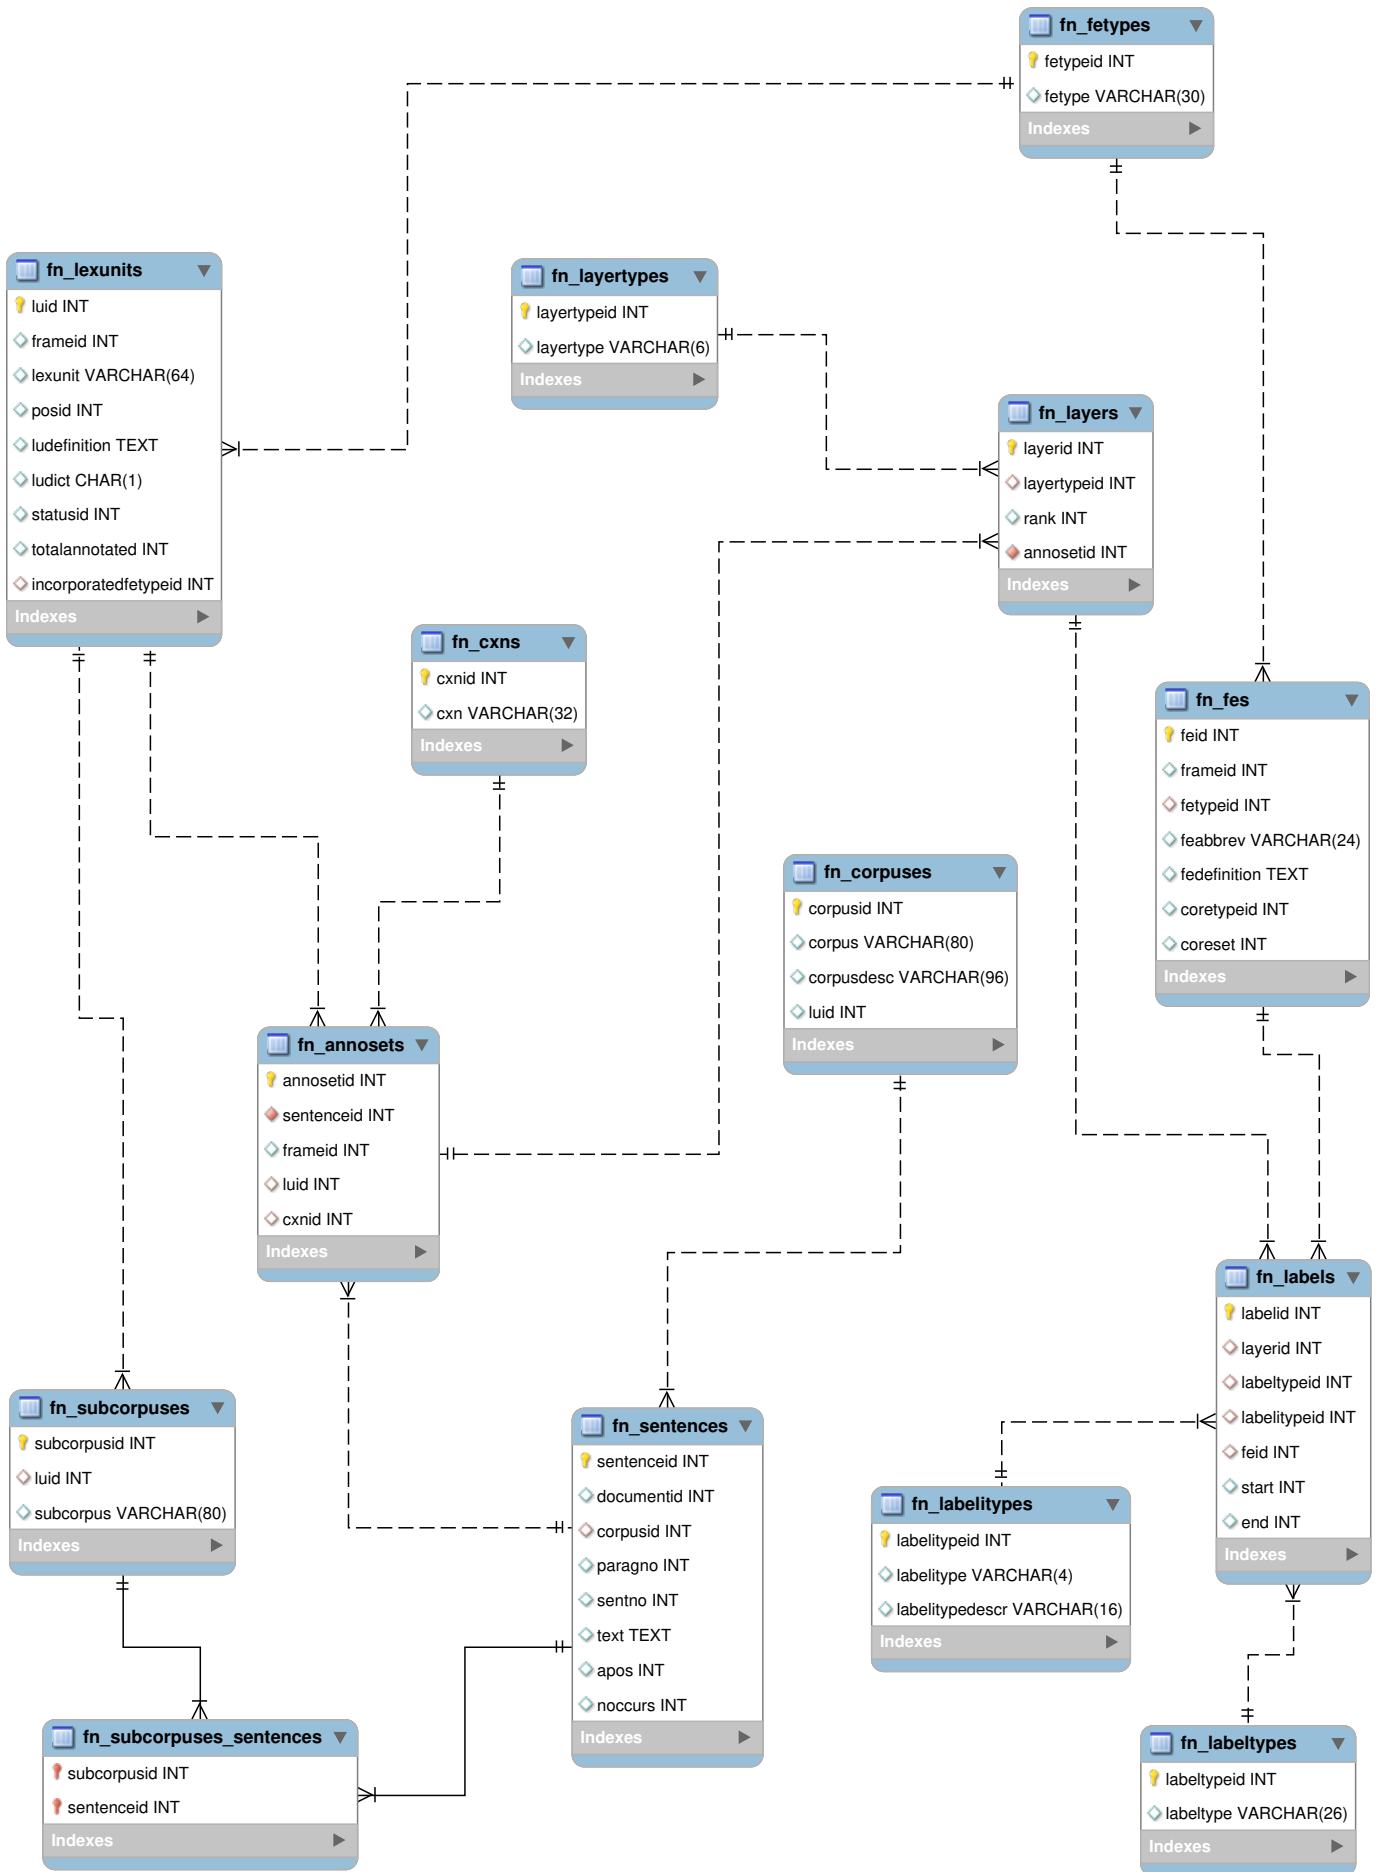 fn_fetypes
fetypeid INT
fetype VARCHAR(30)
Indexes
fn_lexunits
luid INT
frameid INT
lexunit VARCHAR(64)
posid INT
ludefinition TEXT
ludict CHAR(1)
statusid INT
totalannotated INT
incorporatedfetypeid INT
Indexes
fn_layertypes
layertypeid INT
layertype VARCHAR(6)
Indexes
fn_layers
layerid INT
layertypeid INT
rank INT
annosetid INT
Indexes
fn_cxns
cxnid INT
cxn VARCHAR(32)
Indexes
fn_fes
feid INT
frameid INT
fetypeid INT
feabbrev VARCHAR(24)
fedefinition TEXT
coretypeid INT
coreset INT
Indexes
fn_corpuses
corpusid INT
corpus VARCHAR(80)
corpusdesc VARCHAR(96)
luid INT
Indexes
fn_annosets
annosetid INT
sentenceid INT
frameid INT
luid INT
cxnid INT
Indexes
fn_labels
labelid INT
layerid INT
labeltypeid INT
labelitypeid INT
feid INT
start INT
end INT
Indexes
fn_subcorpuses
subcorpusid INT
luid INT
subcorpus VARCHAR(80)
Indexes
fn_sentences
sentenceid INT
documentid INT
corpusid INT
paragno INT
sentno INT
text TEXT
apos INT
noccurs INT
Indexes
fn_labelitypes
labelitypeid INT
labelitype VARCHAR(4)
labelitypedescr VARCHAR(16)
Indexes
fn_subcorpuses_sentences
subcorpusid INT
sentenceid INT
Indexes
fn_labeltypes
labeltypeid INT
labeltype VARCHAR(26)
Indexes